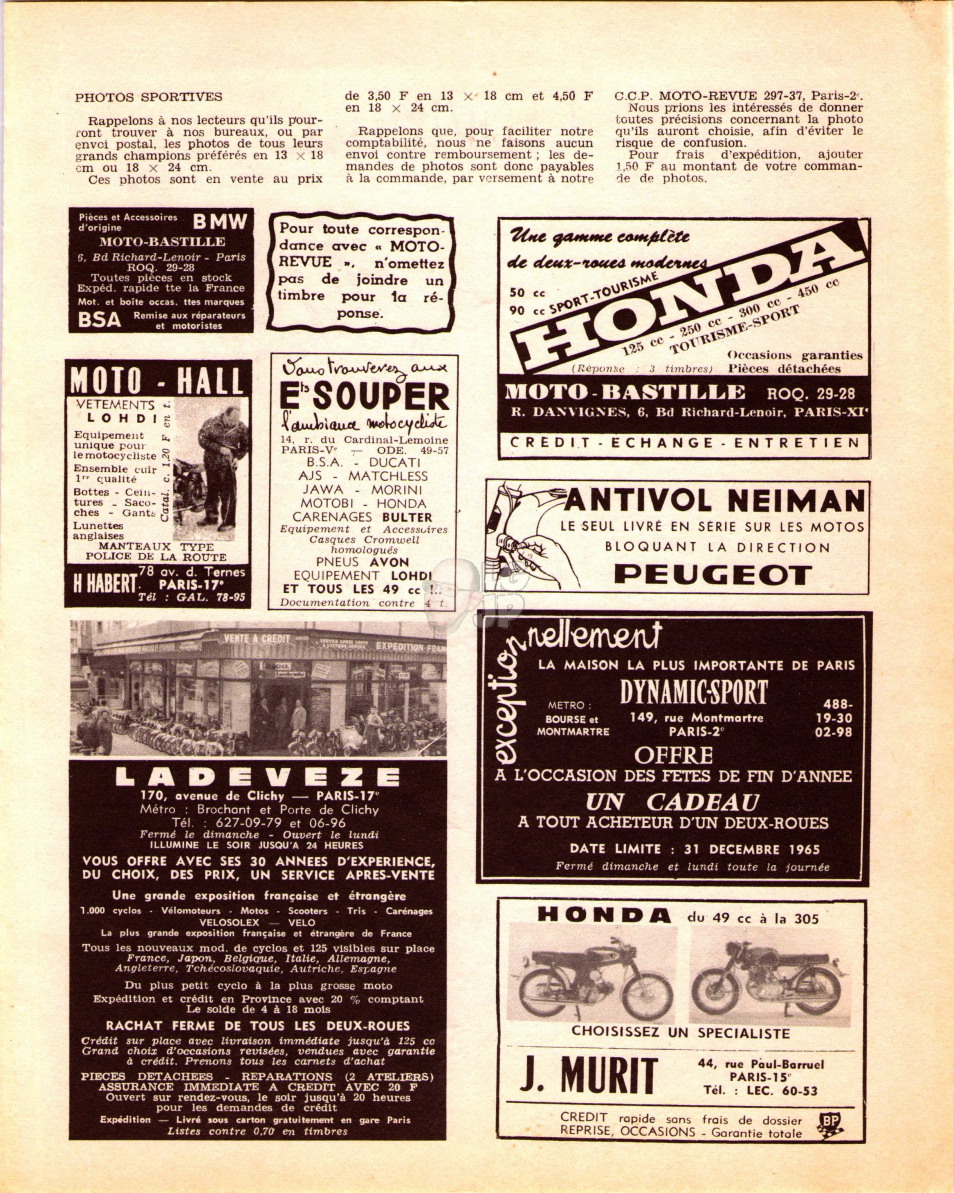 PHOTOS SPORTIVES
Rappelons à nos lecteurs qu'ils pour-
ront trouver à nos bureaux, ou par
envoi postal, les photos de tous leurs
grands champions préférés en 13 × 18
cm ou 18 × 24 cm.
Ces photos sont en vente au prix
de 3,50 F en 13 × 18 cm et 4,50 F
en 18 × 24 cm.
Rappelons que, pour faciliter notre
comptabilité, nous ne faisons aucun
envoi contre remboursement ; les de-
mandes de photos sont donc payables
à la commande, par versement à notre
C.C.P. MOTO-REVUE 297-37, Paris-2e.
Nous prions les intéressés de donner
toutes précisions concernant la photo
qu'ils auront choisie, afin d'éviter le
risque de confusion.
Pour frais d'expédition, ajouter
1,50 F au montant de votre comman-
de de photos.
Pièces et Accessoires
d'origine BMW
MOTO-BASTILLE
6, Bd Richard-Lenoir - Paris
ROQ. 29-28
Toutes pièces en stock
Expéd. rapide tte la France
Mot. et boite occas. ttes marques
BSA Remise aux réparateurs
et motoristes
Pour toute correspon-
dance avec « MOTO-
REVUE », n'omettez
pas de joindre un
timbre pour la ré-
ponse.
Une gamme complète
de deux-roues modernes
50 cc
90 cc SPORT-TOURISME
HONDA
125 cc - 250 cc - 300 cc - 450 cc
TOURISME-SPORT
Occasions garanties
(Réponse : 3 timbres) Pièces détachées
MOTO-BASTILLE ROQ. 29-28
R. DANVIGNES, 6, Bd Richard-Lenoir, PARIS-XIe
CREDIT - ECHANGE - ENTRETIEN
MOTO - HALL
VETEMENTS
LOHDI
Equipement
unique pour
le motocycliste
Ensemble cuir
1re qualité
Bottes - Cein-
tures - Saco-
ches - Gants
Lunettes
anglaises
Catal. c. 1,20 F en t.
MANTEAUX TYPE
POLICE DE LA ROUTE
H HABERT. 78 av. d. Ternes
PARIS-17e
Tél : GAL. 78-95
Vous trouverez aux
Ets SOUPER
l'ambiance motocycliste
14, r. du Cardinal-Lemoine
PARIS-Ve — ODE. 49-57
B.S.A. - DUCATI
AJS - MATCHLESS
JAWA - MORINI
MOTOBI - HONDA
CARENAGES BULTER
Equipement et Accessoires
Casques Cromwell
homologués
PNEUS AVON
EQUIPEMENT LOHDI
ET TOUS LES 49 cc !..
Documentation contre 4 t.
ANTIVOL NEIMAN
LE SEUL LIVRÉ EN SÉRIE SUR LES MOTOS
BLOQUANT LA DIRECTION
PEUGEOT
VENTE A CREDIT
EXPEDITION FRAN
LADEVEZE
170, avenue de Clichy — PARIS-17e
Métro : Brochant et Porte de Clichy
Tél. : 627-09-79 et 06-96
Fermé le dimanche - Ouvert le lundi
ILLUMINE LE SOIR JUSQU'A 24 HEURES
VOUS OFFRE AVEC SES 30 ANNEES D'EXPERIENCE,
DU CHOIX, DES PRIX, UN SERVICE APRES-VENTE
Une grande exposition française et étrangère
1.000 cyclos - Vélomoteurs - Motos - Scooters - Tris - Carénages
VELOSOLEX — VELO
La plus grande exposition française et étrangère de France
Tous les nouveaux mod. de cyclos et 125 visibles sur place
France, Japon, Belgique, Italie, Allemagne,
Angleterre, Tchécoslovaquie, Autriche, Espagne
Du plus petit cyclo à la plus grosse moto
Expédition et crédit en Province avec 20 % comptant
Le solde de 4 à 18 mois
RACHAT FERME DE TOUS LES DEUX-ROUES
Crédit sur place avec livraison immédiate jusqu'à 125 cc
Grand choix d'occasions revisées, vendues avec garantie
à crédit. Prenons tous les carnets d'achat
PIECES DETACHEES - REPARATIONS (2 ATELIERS)
ASSURANCE IMMEDIATE A CREDIT AVEC 20 F
Ouvert sur rendez-vous, le soir jusqu'à 20 heures
pour les demandes de crédit
Expédition — Livré sous carton gratuitement en gare Paris
Listes contre 0,70 en timbres
exceptionnellement
LA MAISON LA PLUS IMPORTANTE DE PARIS
DYNAMIC-SPORT
METRO :
BOURSE et
MONTMARTRE
149, rue Montmartre
PARIS-2e
488-
19-30
02-98
OFFRE
A L'OCCASION DES FETES DE FIN D'ANNEE
UN CADEAU
A TOUT ACHETEUR D'UN DEUX-ROUES
DATE LIMITE : 31 DECEMBRE 1965
Fermé dimanche et lundi toute la journée
HONDA du 49 cc à la 305
CHOISISSEZ UN SPECIALISTE
J. MURIT
44, rue Paul-Barruel
PARIS-15e
Tél. : LEC. 60-53
CREDIT rapide sans frais de dossier
REPRISE, OCCASIONS - Garantie totale
BP